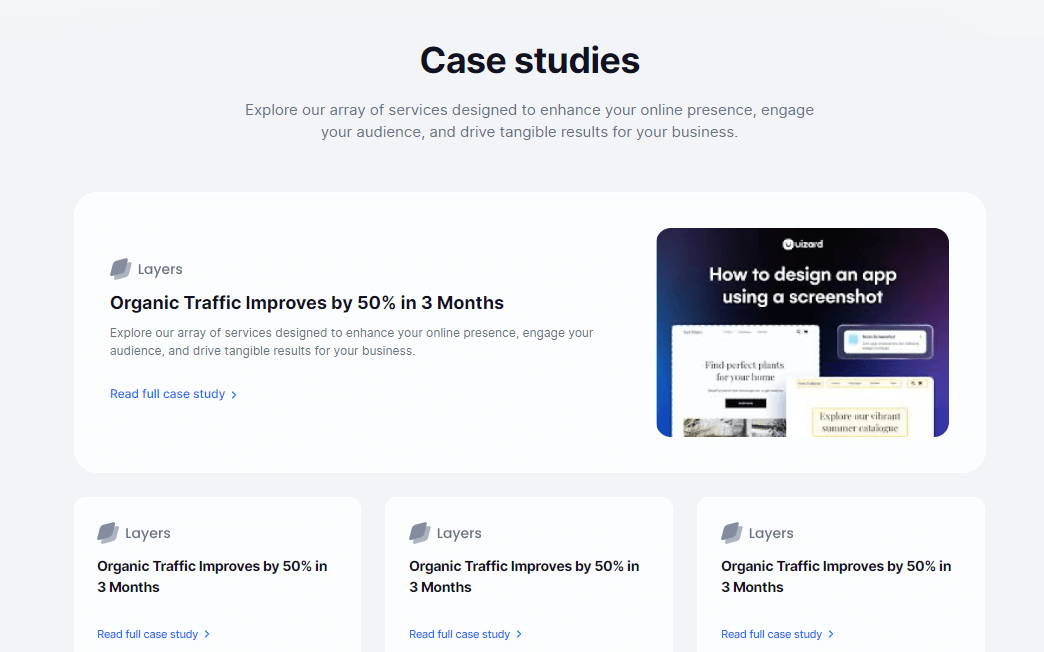 Case studies
Explore our array of services designed to enhance your online presence, engage
your audience, and drive tangible results for your business.
Layers
Organic Traffic Improves by 50% in 3 Months
Explore our array of services designed to enhance your online presence, engage your
audience, and drive tangible results for your business.
Read full case study
uizard
How to design an app
using a screenshot
Find perfect plants
for your home
Explore our vibrant
summer catalogue
Layers
Organic Traffic Improves by 50% in
3 Months
Read full case study
Layers
Organic Traffic Improves by 50% in
3 Months
Read full case study
Layers
Organic Traffic Improves by 50% in
3 Months
Read full case study